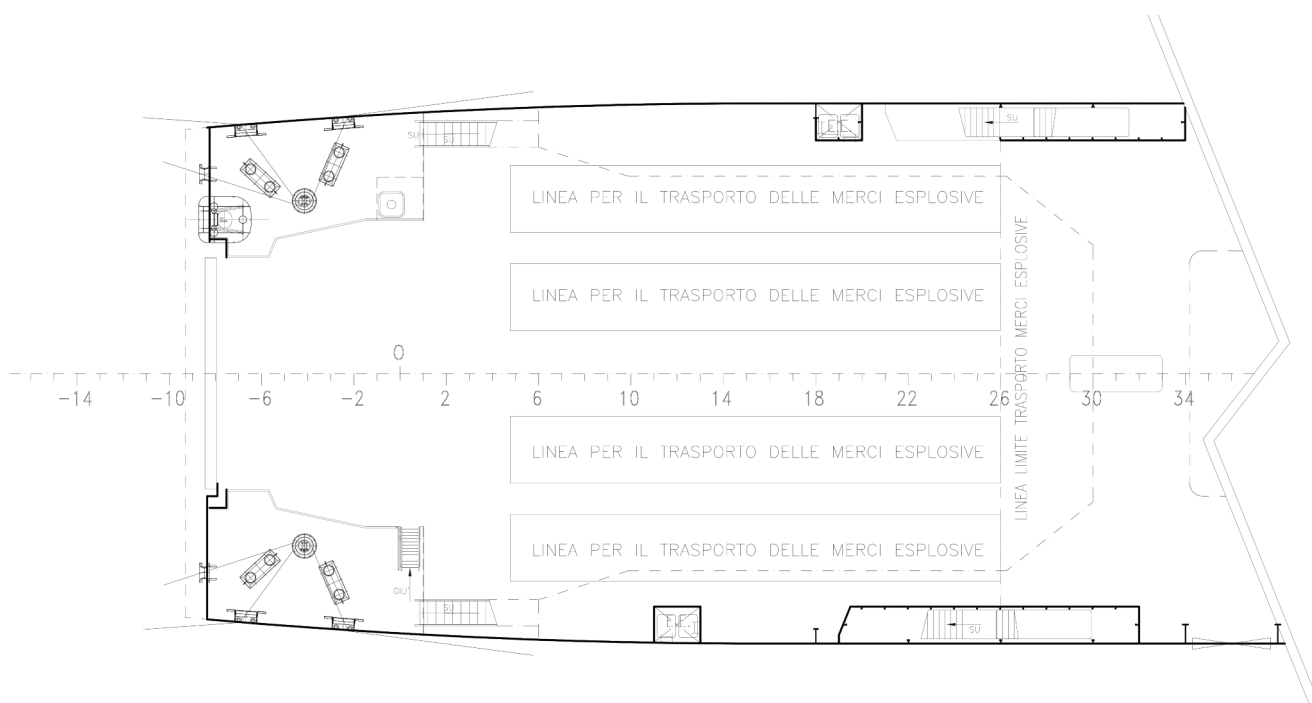 SU
SU
SU
LINEA PER IL TRASPORTO DELLE MERCI ESPLOSIVE
LINEA PER IL TRASPORTO DELLE MERCI ESPLOSIVE
LINEA LIMITE TRASPORTO MERCI ESPLOSIVE
0
-14 -10 -6 -2 2 6 10 14 18 22 26 30 34
LINEA PER IL TRASPORTO DELLE MERCI ESPLOSIVE
LINEA PER IL TRASPORTO DELLE MERCI ESPLOSIVE
GIU'
SU
SU